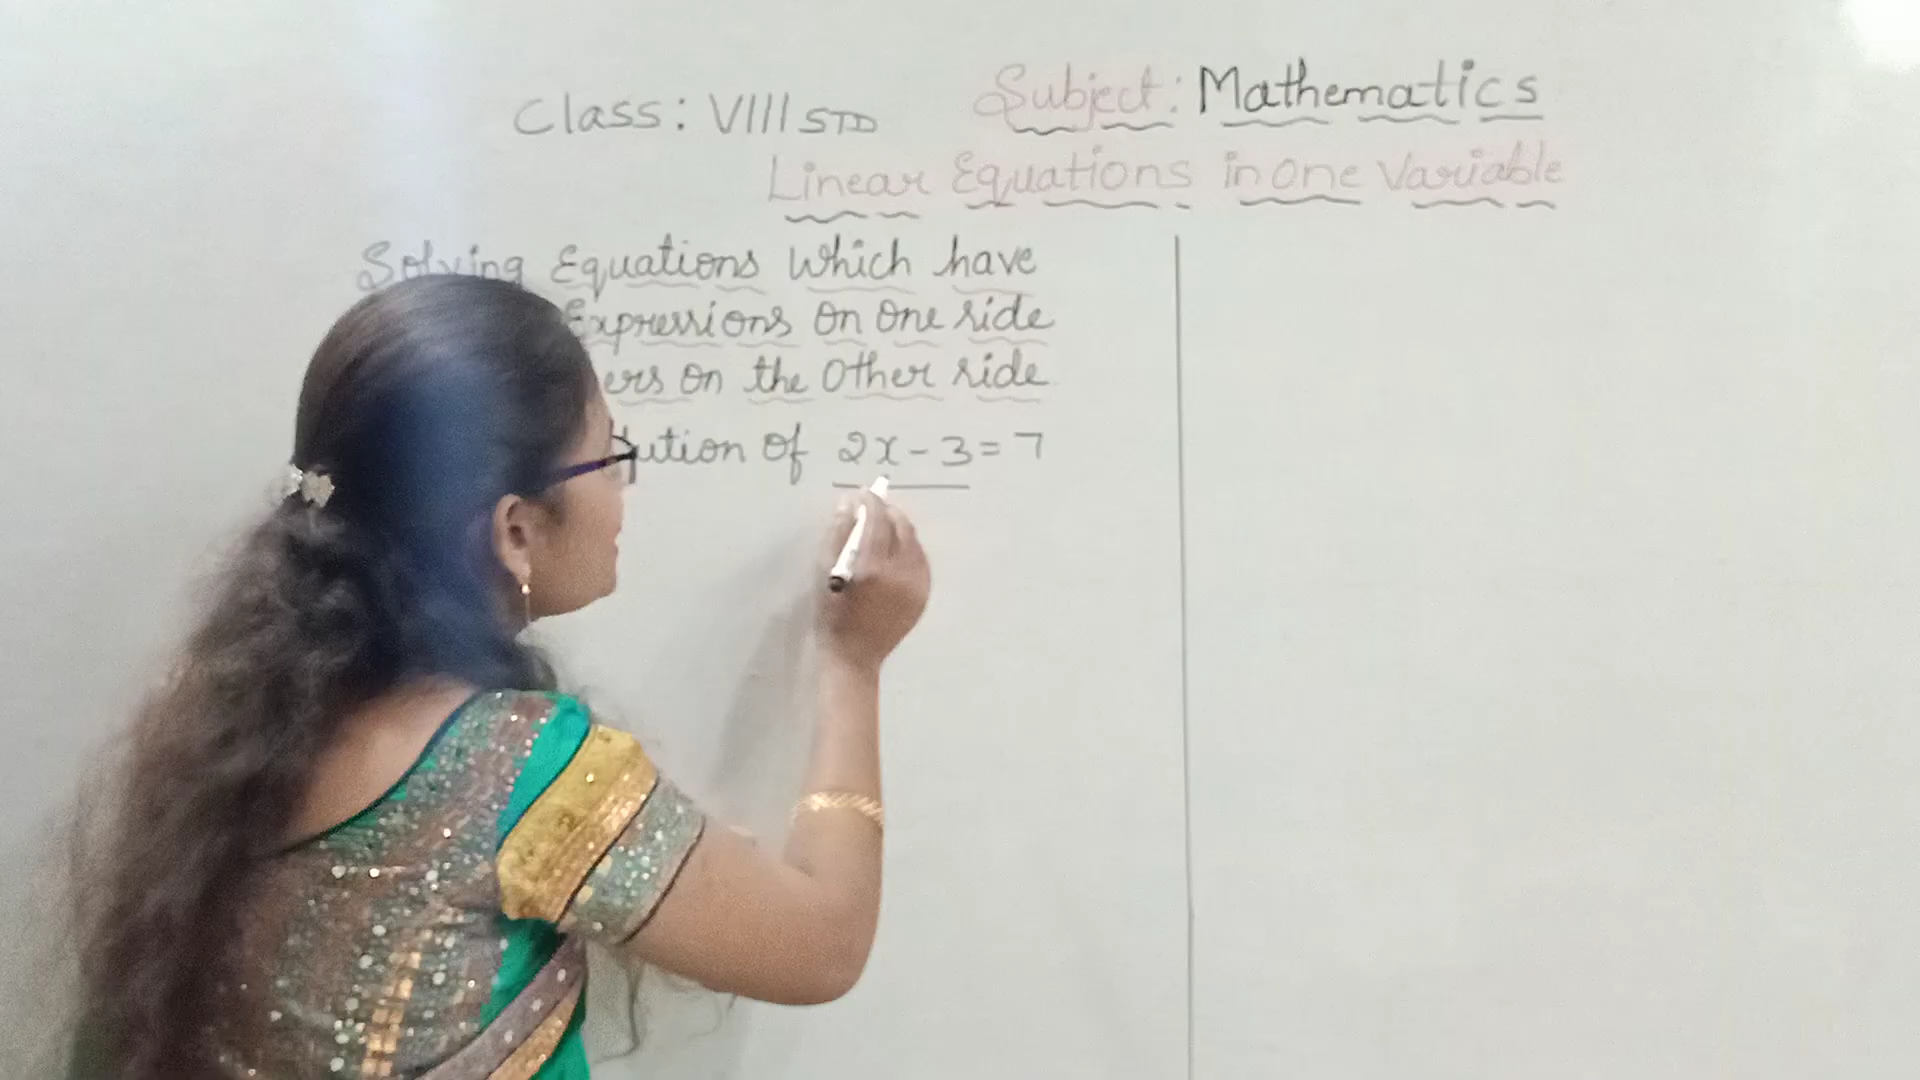 Class: VIII STD
Subject: Mathematics
Linear Equations in One Variable
Solving Equations Which have
Expressions On One side
On the Other side
Of 2x - 3 = 7